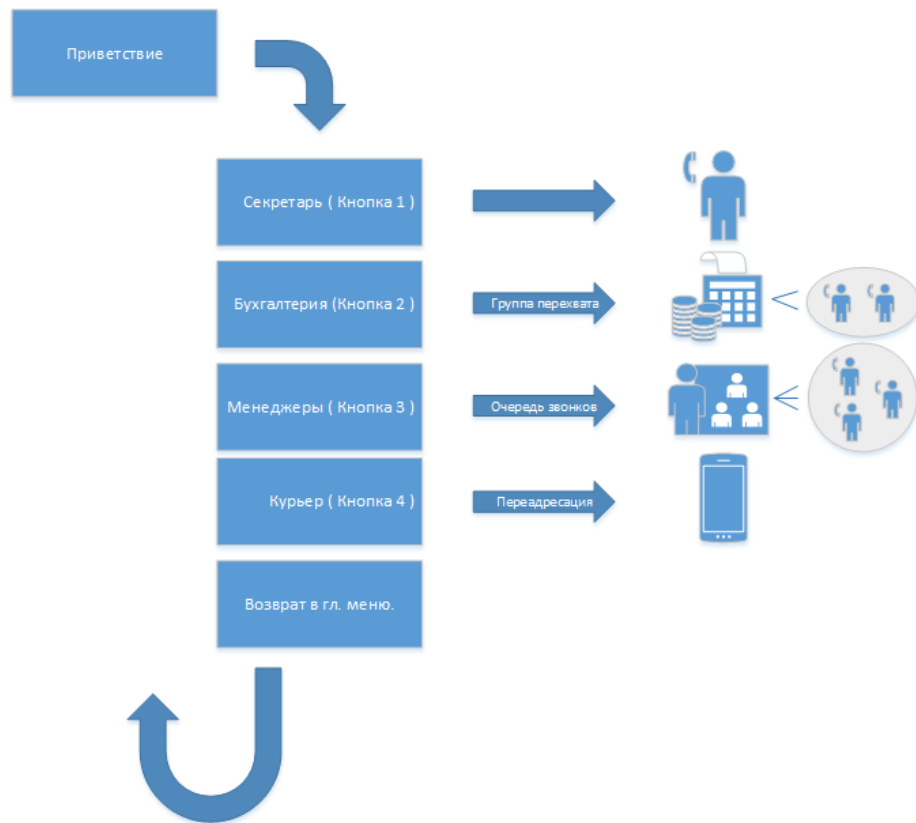 Приветствие
Секретарь ( Кнопка 1 )
Бухгалтерия (Кнопка 2 )
Группа перехвата
Менеджеры ( Кнопка 3 )
Очередь звонков
Курьер ( Кнопка 4 )
Переадресация
Возврат в гл. меню.